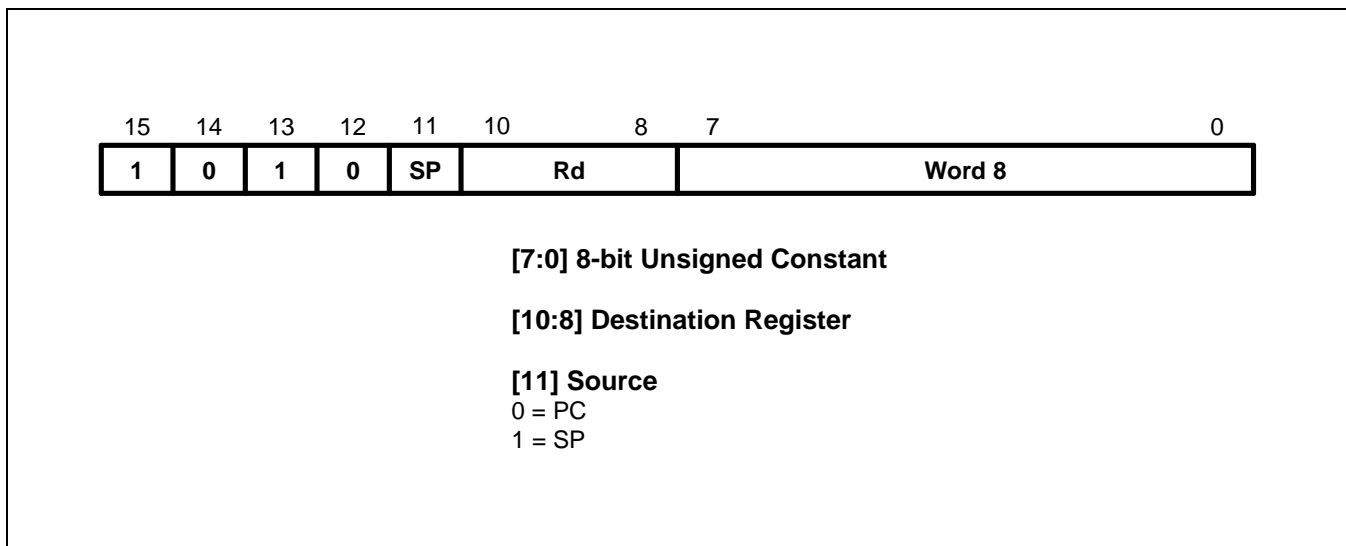 15 14 13 12 11 10 8 7 0
1 0 1 0 SP Rd Word 8
[7:0] 8-bit Unsigned Constant
[10:8] Destination Register
[11] Source
0 = PC
1 = SP